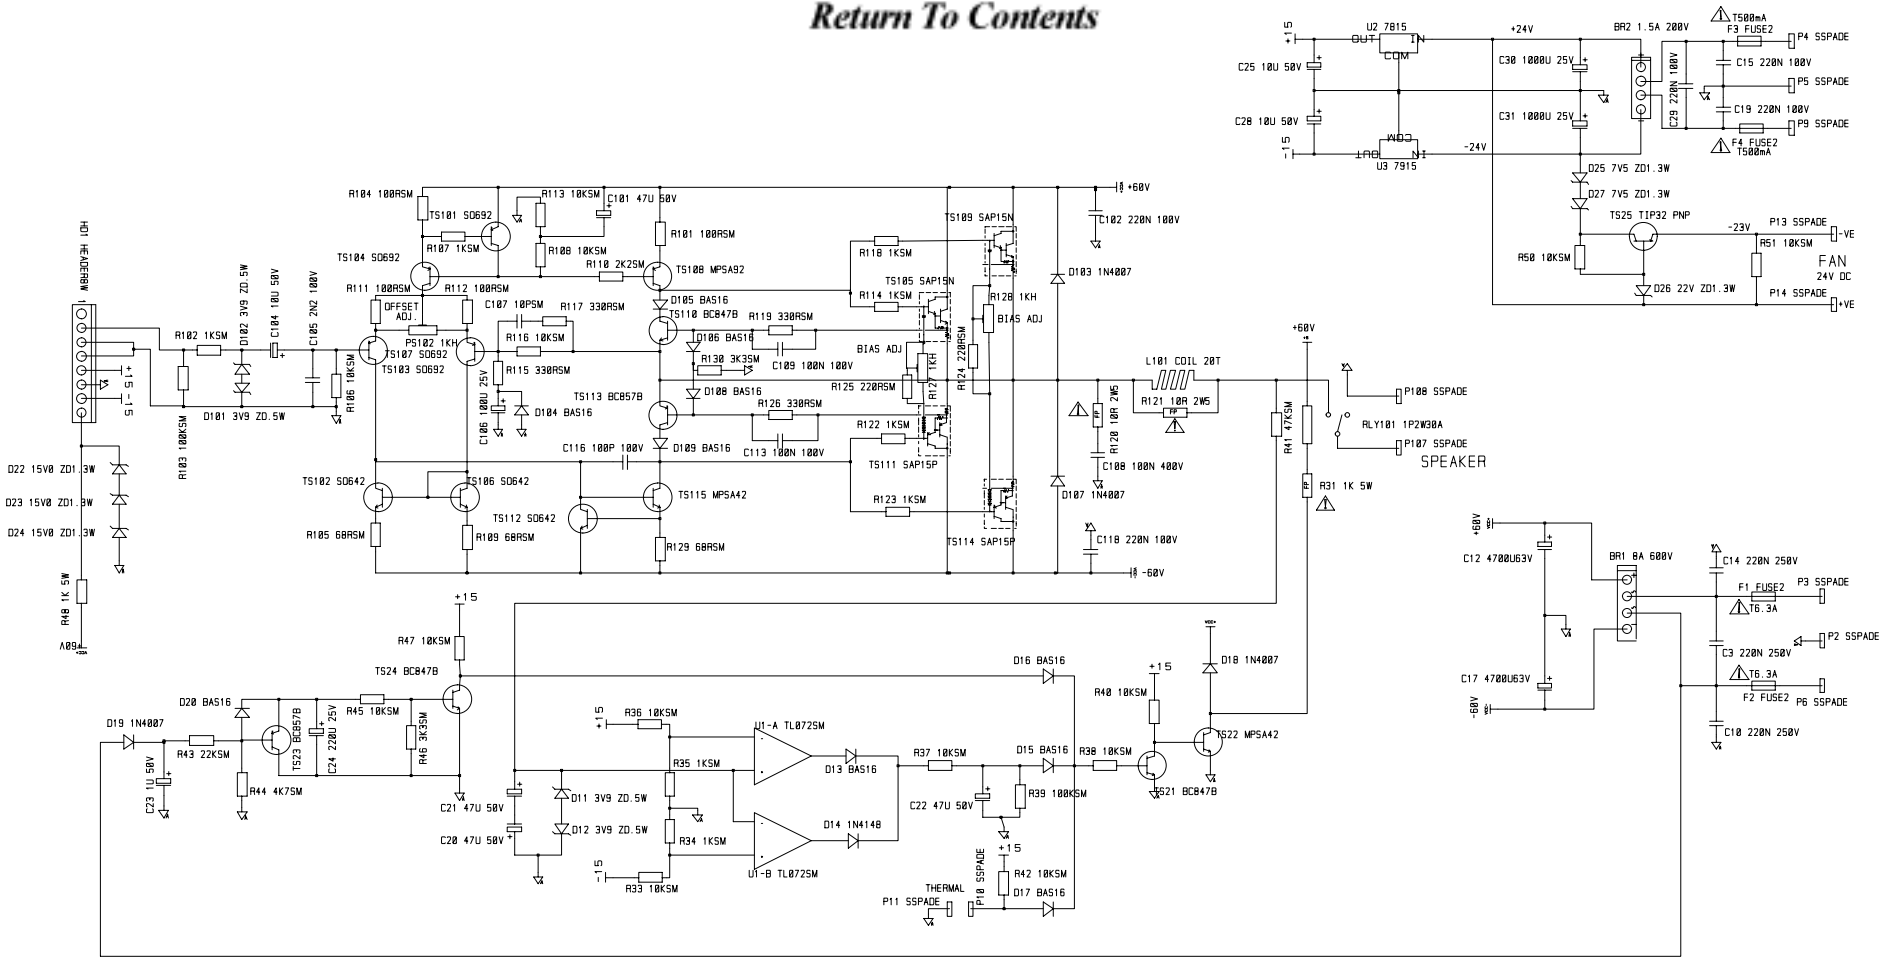 Return To Contents
T500mA
F3 FUSE2
P4 SSPADE
BR2 1.5A 200V
U2 7815
+15
OUT
IN
COM
+24V
C25 10U 50V
C30 1000U 25V
C29 220N 100V
C15 220N 100V
P5 SSPADE
C19 220N 100V
C28 10U 50V
C31 1000U 25V
P9 SSPADE
F4 FUSE2
T500mA
COM
OUT
IN
-15
U3 7915
-24V
D25 7V5 ZD1.3W
D27 7V5 ZD1.3W
TS25 TIP32 PNP
-23V
P13 SSPADE
-VE
R50 10KSM
R51 10KSM
FAN
24V DC
D26 22V ZD1.3W
P14 SSPADE
+VE
R104 100RSM
R113 10KSM
C101 47U 50V
+60V
TS101 SO692
TS109 SAP15N
C102 220N 100V
R107 1KSM
R108 10KSM
R101 100RSM
R118 1KSM
HD1 HEADER8W
1
TS104 SO692
R110 2K2SM
TS108 MPSA92
TS105 SAP15N
D103 1N4007
R111 100RSM
R112 100RSM
C107 10PSM
R117 330RSM
D105 BAS16
R114 1KSM
R128 1KH
OFFSET
ADJ.
TS110 BC847B
R119 330RSM
BIAS ADJ
R102 1KSM
D102 3V9 ZD.5W
C104 10U 50V
C105 2N2 100V
PS102 1KH
R116 10KSM
D106 BAS16
BIAS ADJ
+60V
TS107 SO692
TS103 SO692
R115 330RSM
R130 3K3SM
C109 100N 100V
R127 1KH
R124 220RSM
L101 COIL 20T
+15
-15
R106 10KSM
C106 100U 25V
D108 BAS16
R125 220RSM
R121 10R 2W5
FP
P108 SSPADE
D101 3V9 ZD.5W
D104 BAS16
TS113 BC857B
R126 330RSM
FP
R120 10R 2W5
R41 47KSM
RLY101 1P2W30A
R103 100KSM
C116 100P 100V
D109 BAS16
C113 100N 100V
R122 1KSM
P107 SSPADE
SPEAKER
D22 15V0 ZD1.3W
TS111 SAP15P
C108 100N 400V
TS102 SO642
TS106 SO642
TS115 MPSA42
R123 1KSM
D107 1N4007
FP
R31 1K 5W
D23 15V0 ZD1.3W
TS112 SO642
D24 15V0 ZD1.3W
R105 68RSM
R109 68RSM
R129 68RSM
TS114 SAP15P
C118 220N 100V
+60V
C12 4700U63V
BR1 8A 600V
C14 220N 250V
-60V
R48 1K 5W
F1 FUSE2
P3 SSPADE
T6.3A
+15
+60V
R47 10KSM
P2 SSPADE
C3 220N 250V
TS24 BC847B
D16 BAS16
D18 1N4007
+15
C17 4700U63V
T6.3A
F2 FUSE2
P6 SSPADE
-60V
D20 BAS16
R45 10KSM
R40 10KSM
C10 220N 250V
D19 1N4007
R43 22KSM
TS23 BC857B
C24 220U 25V
R46 3K3SM
+15
R36 10KSM
U1-A TL072SM
R37 10KSM
D15 BAS16
R38 10KSM
TS22 MPSA42
R35 1KSM
D13 BAS16
C23 1U 50V
R44 4K7SM
C21 47U 50V
D11 3V9 ZD.5W
C22 47U 50V
R39 100KSM
TS21 BC847B
C20 47U 50V
D12 3V9 ZD.5W
R34 1KSM
D14 1N4148
+15
-15
R33 10KSM
U1-B TL072SM
THERMAL
P11 SSPADE
P10 SSPADE
R42 10KSM
D17 BAS16